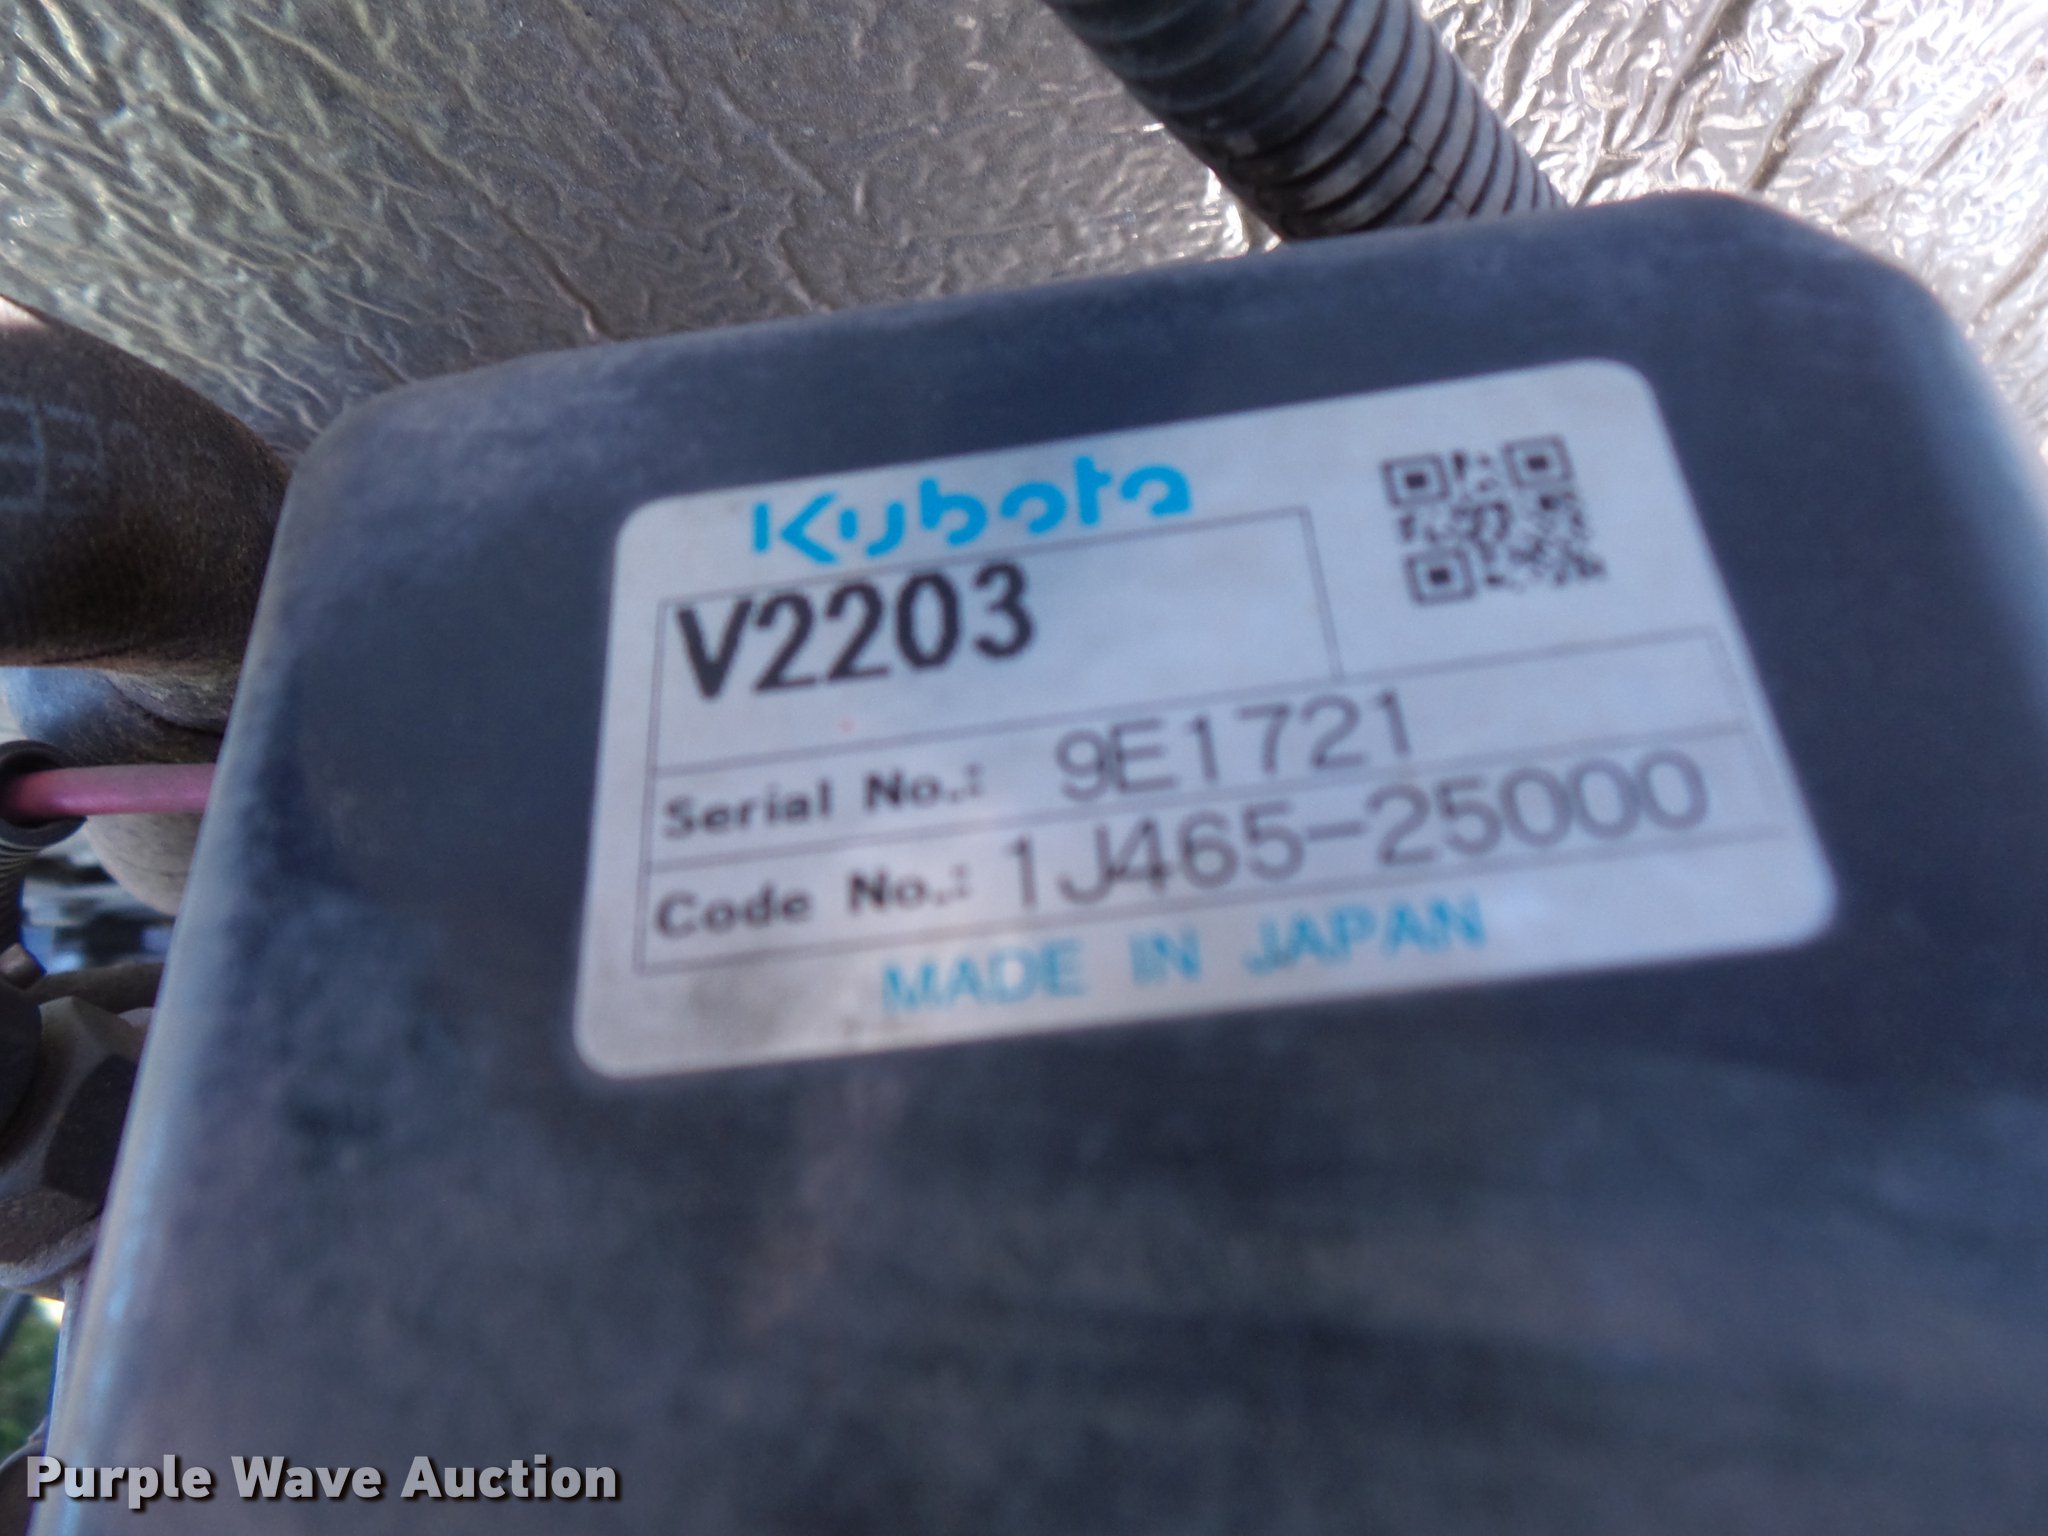 Kubota
V2203
Serial No.: 9E1721
Code No.: 1J465-25000
MADE IN JAPAN
Purple Wave Auction